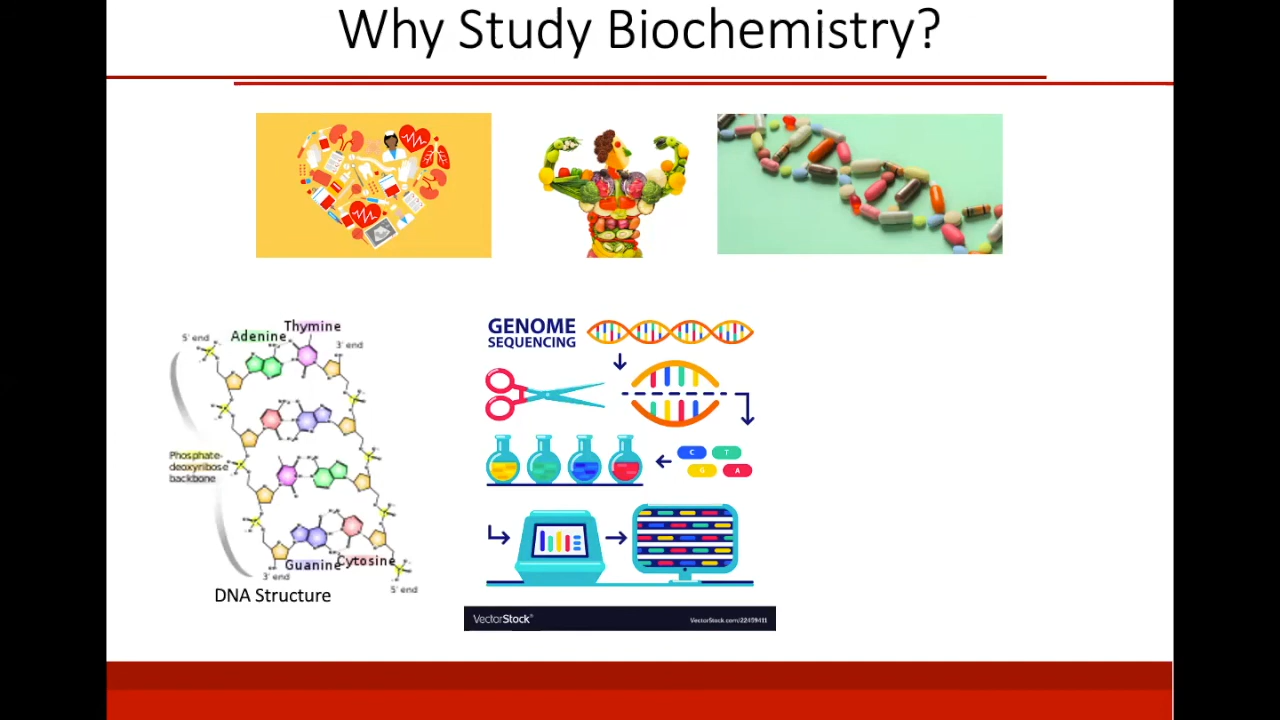 Why Study Biochemistry?
Thymine
Adenine
5' end
3' end
Phosphate-
deoxyribose
backbone
Guanine
Cytosine
3' end
5' end
DNA Structure
GENOME
SEQUENCING
C T
G A
VectorStock®
VectorStock.com/22459411